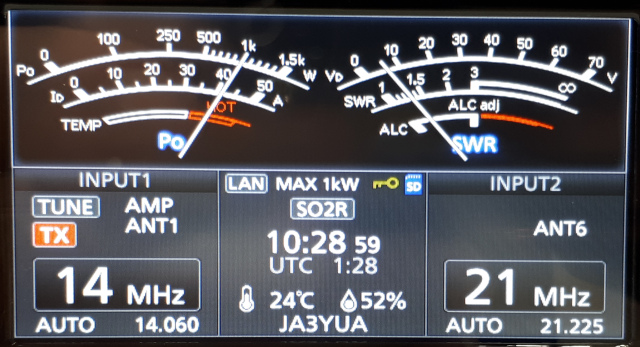 0 100 250 500 1k 1.5k
Po W
0 10 20 30 40 50
ID A
TEMP HOT
Po
0 10 20 30 40 50 60 70
VD V
SWR 1 1.5 2 3 ∞
ALC adj
ALC
SWR
INPUT1
TUNE AMP
TX ANT1
14 MHz
AUTO 14.060
LAN MAX 1kW SD
SO2R
10:28 59
UTC 1:28
24℃ 52%
JA3YUA
INPUT2
ANT6
21 MHz
AUTO 21.225